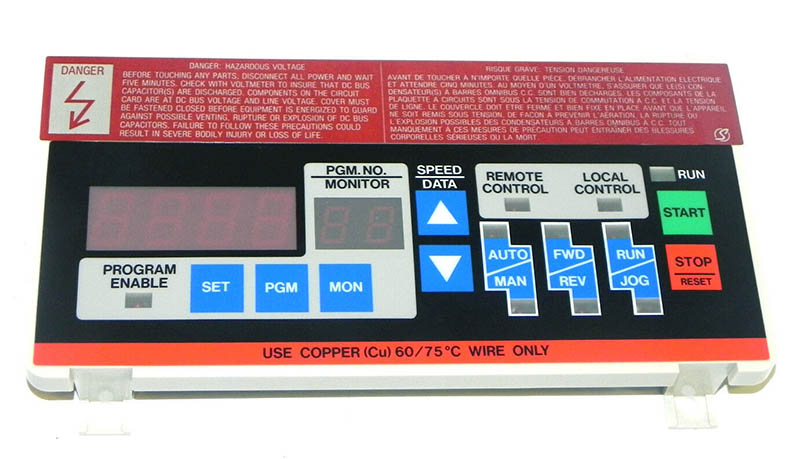 DANGER
DANGER: HAZARDOUS VOLTAGE
BEFORE TOUCHING ANY PARTS, DISCONNECT ALL POWER AND WAIT
FIVE MINUTES. CHECK WITH VOLTMETER TO INSURE THAT DC BUS
CAPACITOR(S) ARE DISCHARGED. COMPONENTS ON THE CIRCUIT
CARD ARE AT DC BUS VOLTAGE AND LINE VOLTAGE. COVER MUST
BE FASTENED CLOSED BEFORE EQUIPMENT IS ENERGIZED TO GUARD
AGAINST POSSIBLE VENTING, RUPTURE OR EXPLOSION OF DC BUS
CAPACITORS. FAILURE TO FOLLOW THESE PRECAUTIONS COULD
RESULT IN SEVERE BODILY INJURY OR LOSS OF LIFE.
RISQUE GRAVE: TENSION DANGEREUSE
AVANT DE TOUCHER À N'IMPORTE QUELLE PIÈCE, DÉBRANCHER L'ALIMENTATION ELECTRIQUE
ET ATTENDRE CINQ MINUTES. AU MOYEN D'UN VOLTMETRE, S'ASSURER QUE LE(S) CON-
DENSATEUR(S) À BARRES OMNIBUS C.C. SONT BIEN DECHARGES. LES COMPOSANTS DE LA
PLAQUETTE A CIRCUITS SONT SOUS LA TENSION DE COMMUTATION A C.C. ET LA TENSION
DE LIGNE. LE COUVERCLE DOIT ÊTRE FERMÉ ET BIEN FIXE EN PLACE AVANT QUE L'APPAREIL
NE SOIT REMIS SOUS TENSION, DE FACON À PREVENIR L'AÉRATION, LA RUPTURE OU
L'EXPLOSION POSSIBLES DES CONDENSATEURS A BARRES OMNIBUS A C.C. TOUT
MANQUEMENT A CES MESURES DE PRECAUTION PEUT ENTRAÎNER DES BLESSURES
CORPORELLES SÉRIEUSES OU LA MORT.
PGM. NO.
MONITOR
SPEED
DATA
REMOTE
CONTROL
LOCAL
CONTROL
RUN
START
AUTO
MAN
FWD
REV
RUN
JOG
STOP
RESET
PROGRAM
ENABLE
SET
PGM
MON
USE COPPER (Cu) 60/75°C WIRE ONLY